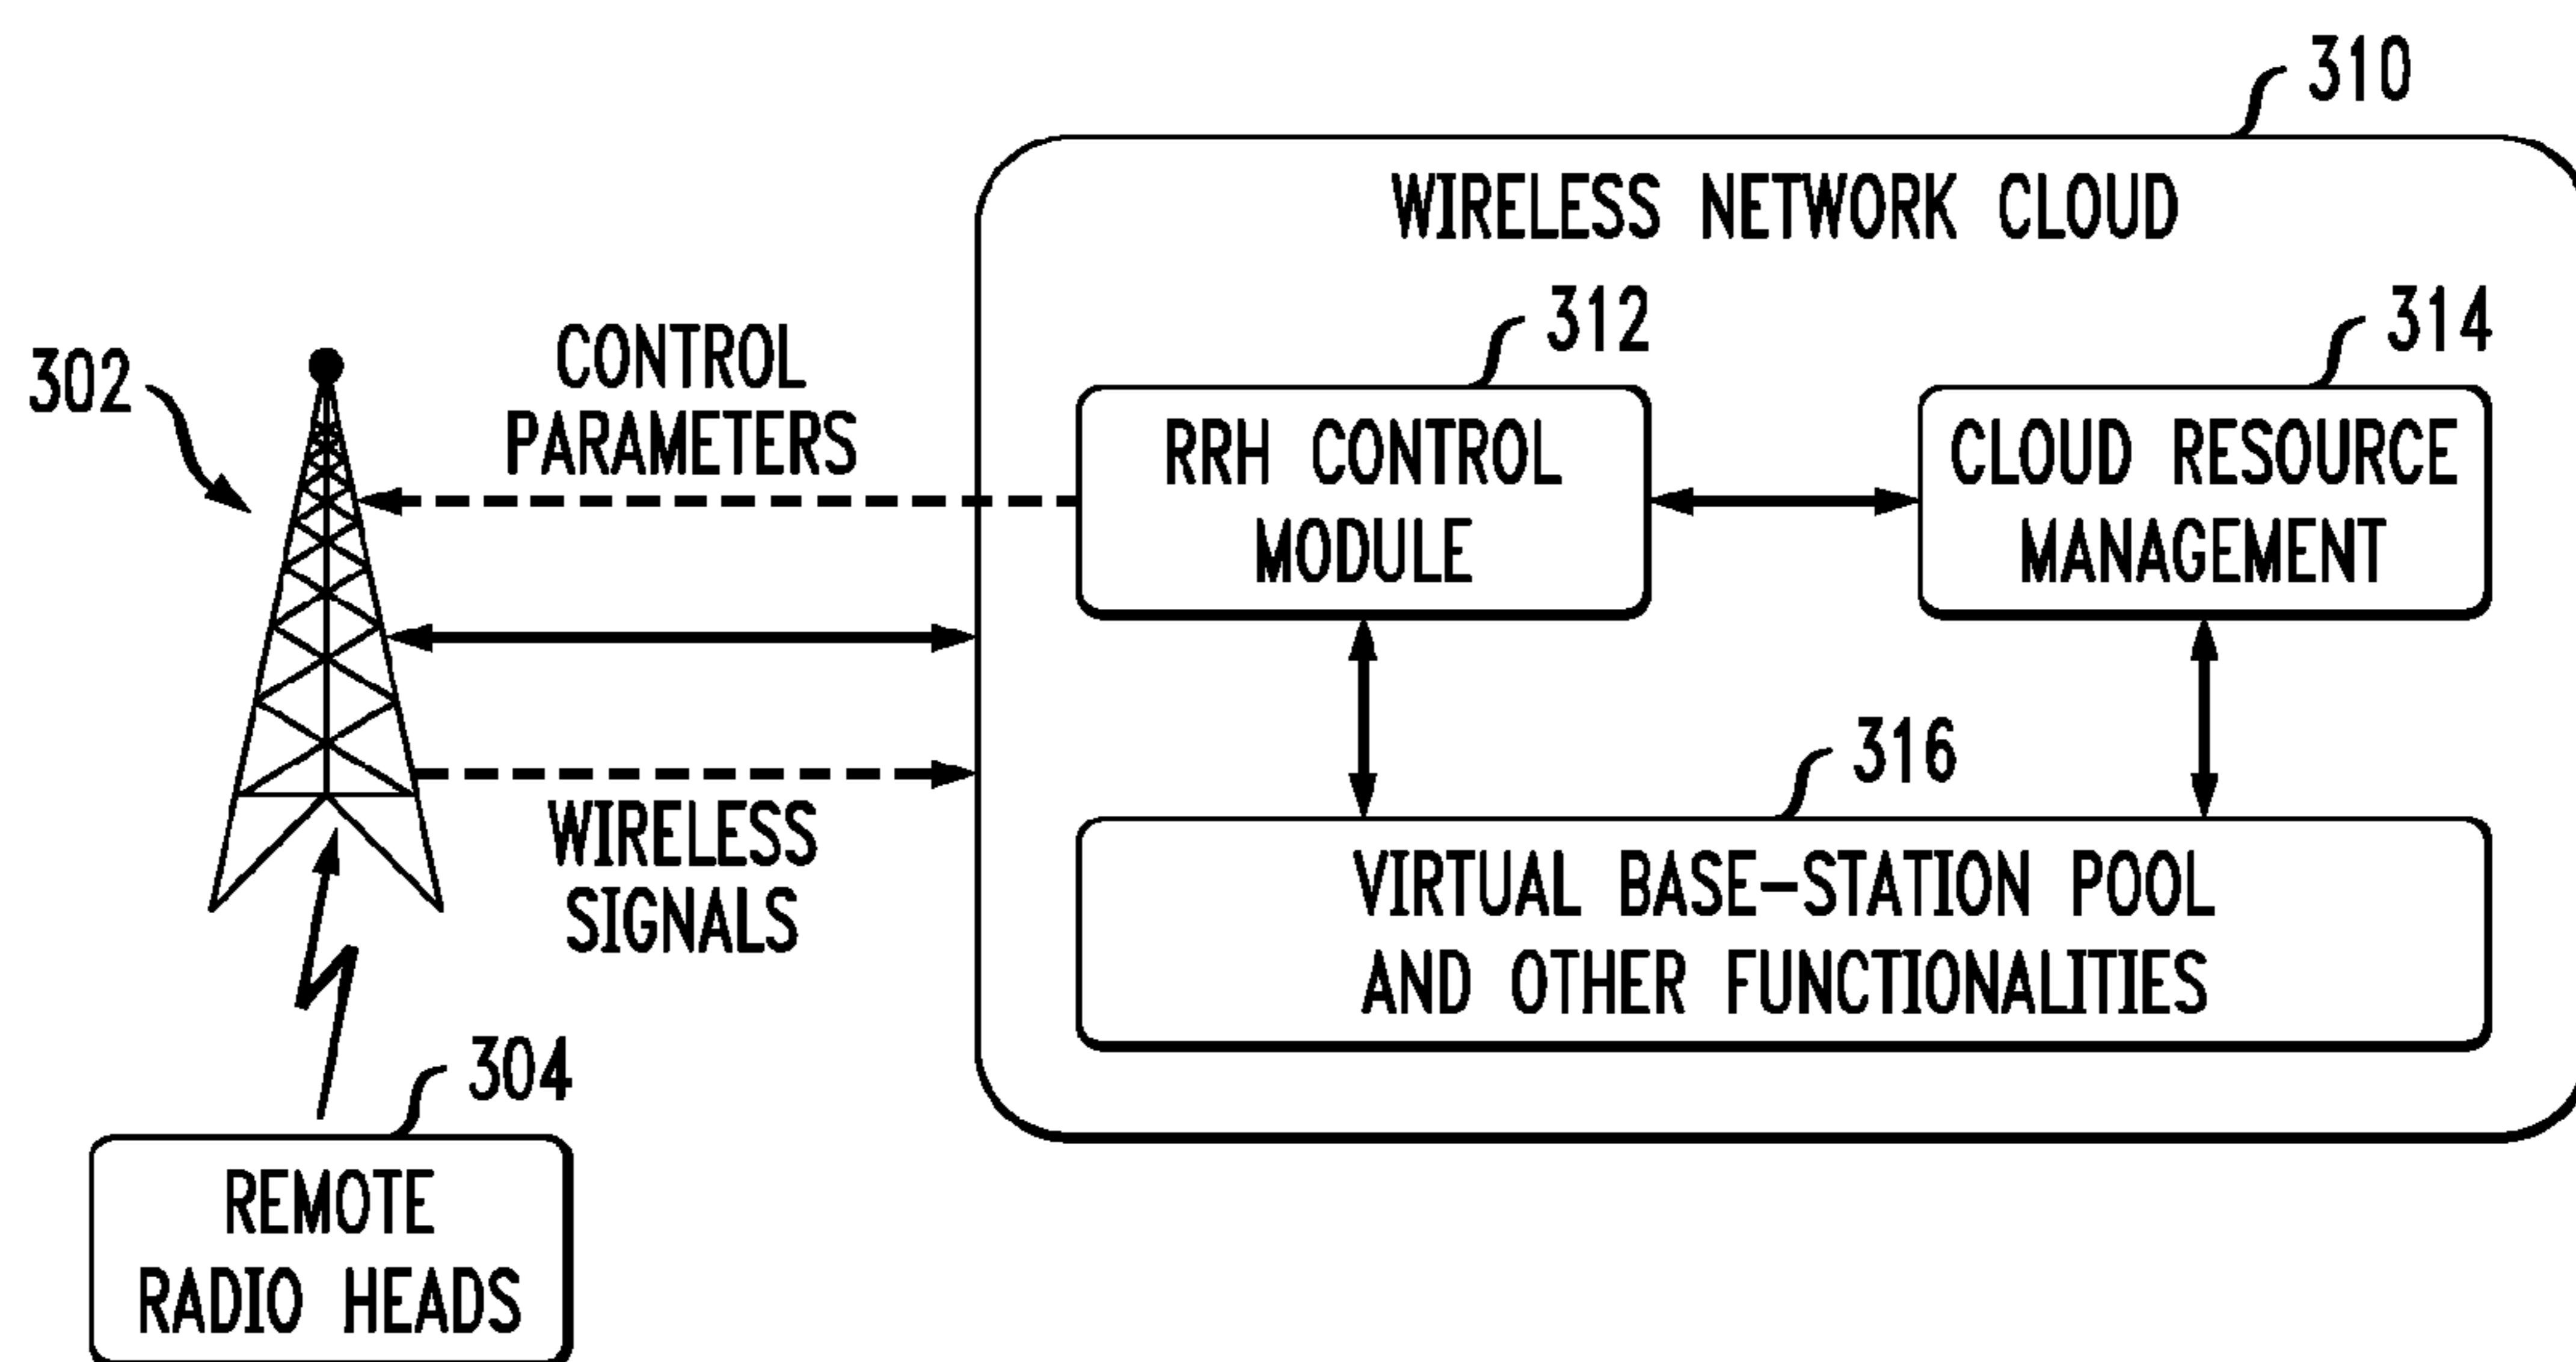 310
WIRELESS NETWORK CLOUD
312
314
302
CONTROL
PARAMETERS
RRH CONTROL
MODULE
CLOUD RESOURCE
MANAGEMENT
316
WIRELESS
SIGNALS
VIRTUAL BASE-STATION POOL
AND OTHER FUNCTIONALITIES
304
REMOTE
RADIO HEADS